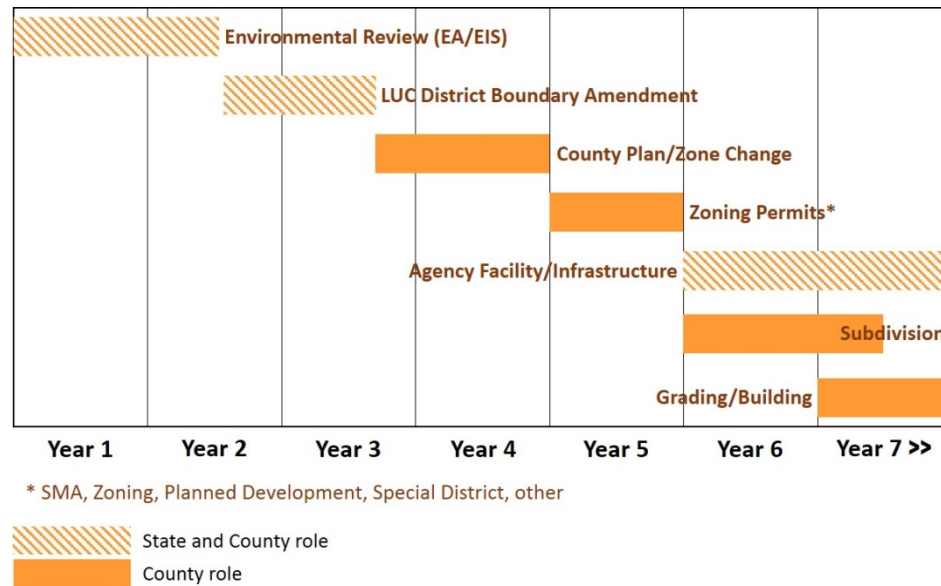 Environmental Review (EA/EIS)
LUC District Boundary Amendment
County Plan/Zone Change
Zoning Permits*
Agency Facility/Infrastructure
Subdivision
Grading/Building
Year 1 Year 2 Year 3 Year 4 Year 5 Year 6 Year 7 >>
* SMA, Zoning, Planned Development, Special District, other
State and County role
County role